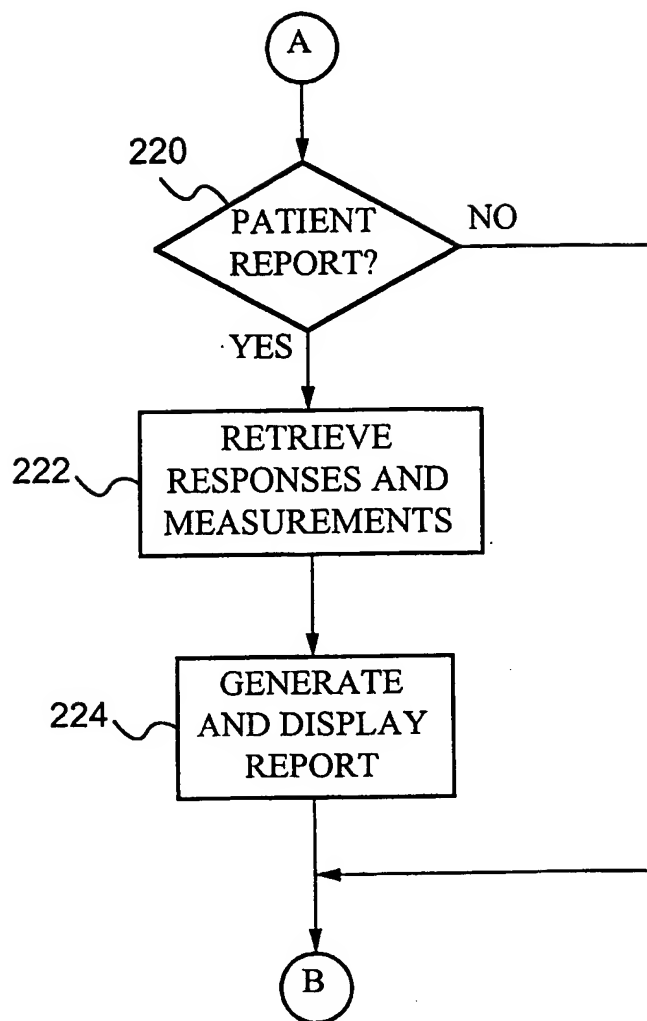 A
220
PATIENT
REPORT?
NO
YES
222
RETRIEVE
RESPONSES AND
MEASUREMENTS
224
GENERATE
AND DISPLAY
REPORT
B